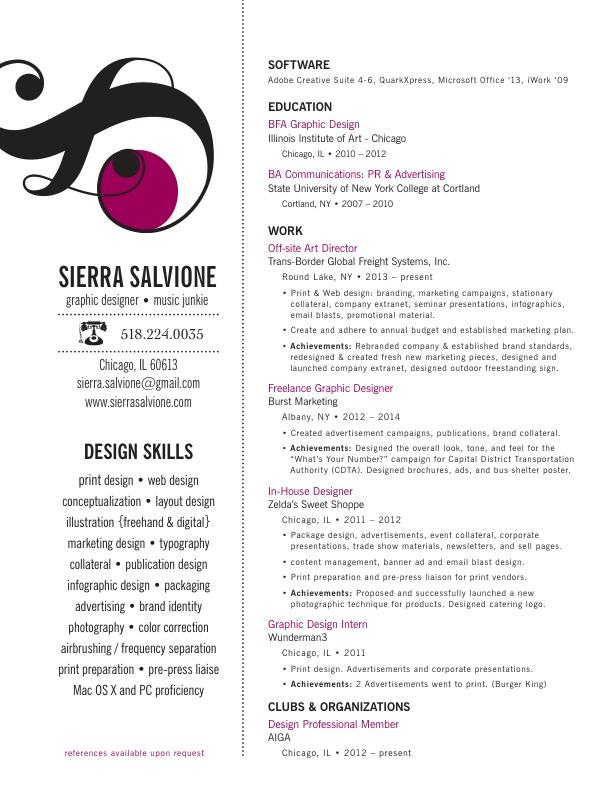 SIERRA SALVIONE
graphic designer • music junkie
518.224.0035
Chicago, IL 60613
sierra.salvione@gmail.com
www.sierrasalvione.com
DESIGN SKILLS
print design • web design
conceptualization • layout design
illustration {freehand & digital}
marketing design • typography
collateral • publication design
infographic design • packaging
advertising • brand identity
photography • color correction
airbrushing / frequency separation
print preparation • pre-press liaise
Mac OS X and PC proficiency
references available upon request
SOFTWARE
Adobe Creative Suite 4-6, QuarkXpress, Microsoft Office ‘13, iWork ‘09
EDUCATION
BFA Graphic Design
Illinois Institute of Art - Chicago
Chicago, IL • 2010 – 2012
BA Communications: PR & Advertising
State University of New York College at Cortland
Cortland, NY • 2007 – 2010
WORK
Off-site Art Director
Trans-Border Global Freight Systems, Inc.
Round Lake, NY • 2013 – present
• Print & Web design: branding, marketing campaigns, stationary
collateral, company extranet, seminar presentations, infographics,
email blasts, promotional material.
• Create and adhere to annual budget and established marketing plan.
• Achievements: Rebranded company & established brand standards,
redesigned & created fresh new marketing pieces, designed and
launched company extranet, designed outdoor freestanding sign.
Freelance Graphic Designer
Burst Marketing
Albany, NY • 2012 – 2014
• Created advertisement campaigns, publications, brand collateral.
• Achievements: Designed the overall look, tone, and feel for the
“What’s Your Number?” campaign for Capital District Transportation
Authority (CDTA). Designed brochures, ads, and bus shelter poster.
In-House Designer
Zelda’s Sweet Shoppe
Chicago, IL • 2011 – 2012
• Package design, advertisements, event collateral, corporate
presentations, trade show materials, newsletters, and sell pages.
• content management, banner ad and email blast design.
• Print preparation and pre-press liaison for print vendors.
• Achievements: Proposed and successfully launched a new
photographic technique for products. Designed catering logo.
Graphic Design Intern
Wunderman3
Chicago, IL • 2011
• Print design. Advertisements and corporate presentations.
• Achievements: 2 Advertisements went to print. (Burger King)
CLUBS & ORGANIZATIONS
Design Professional Member
AIGA
Chicago, IL • 2012 – present